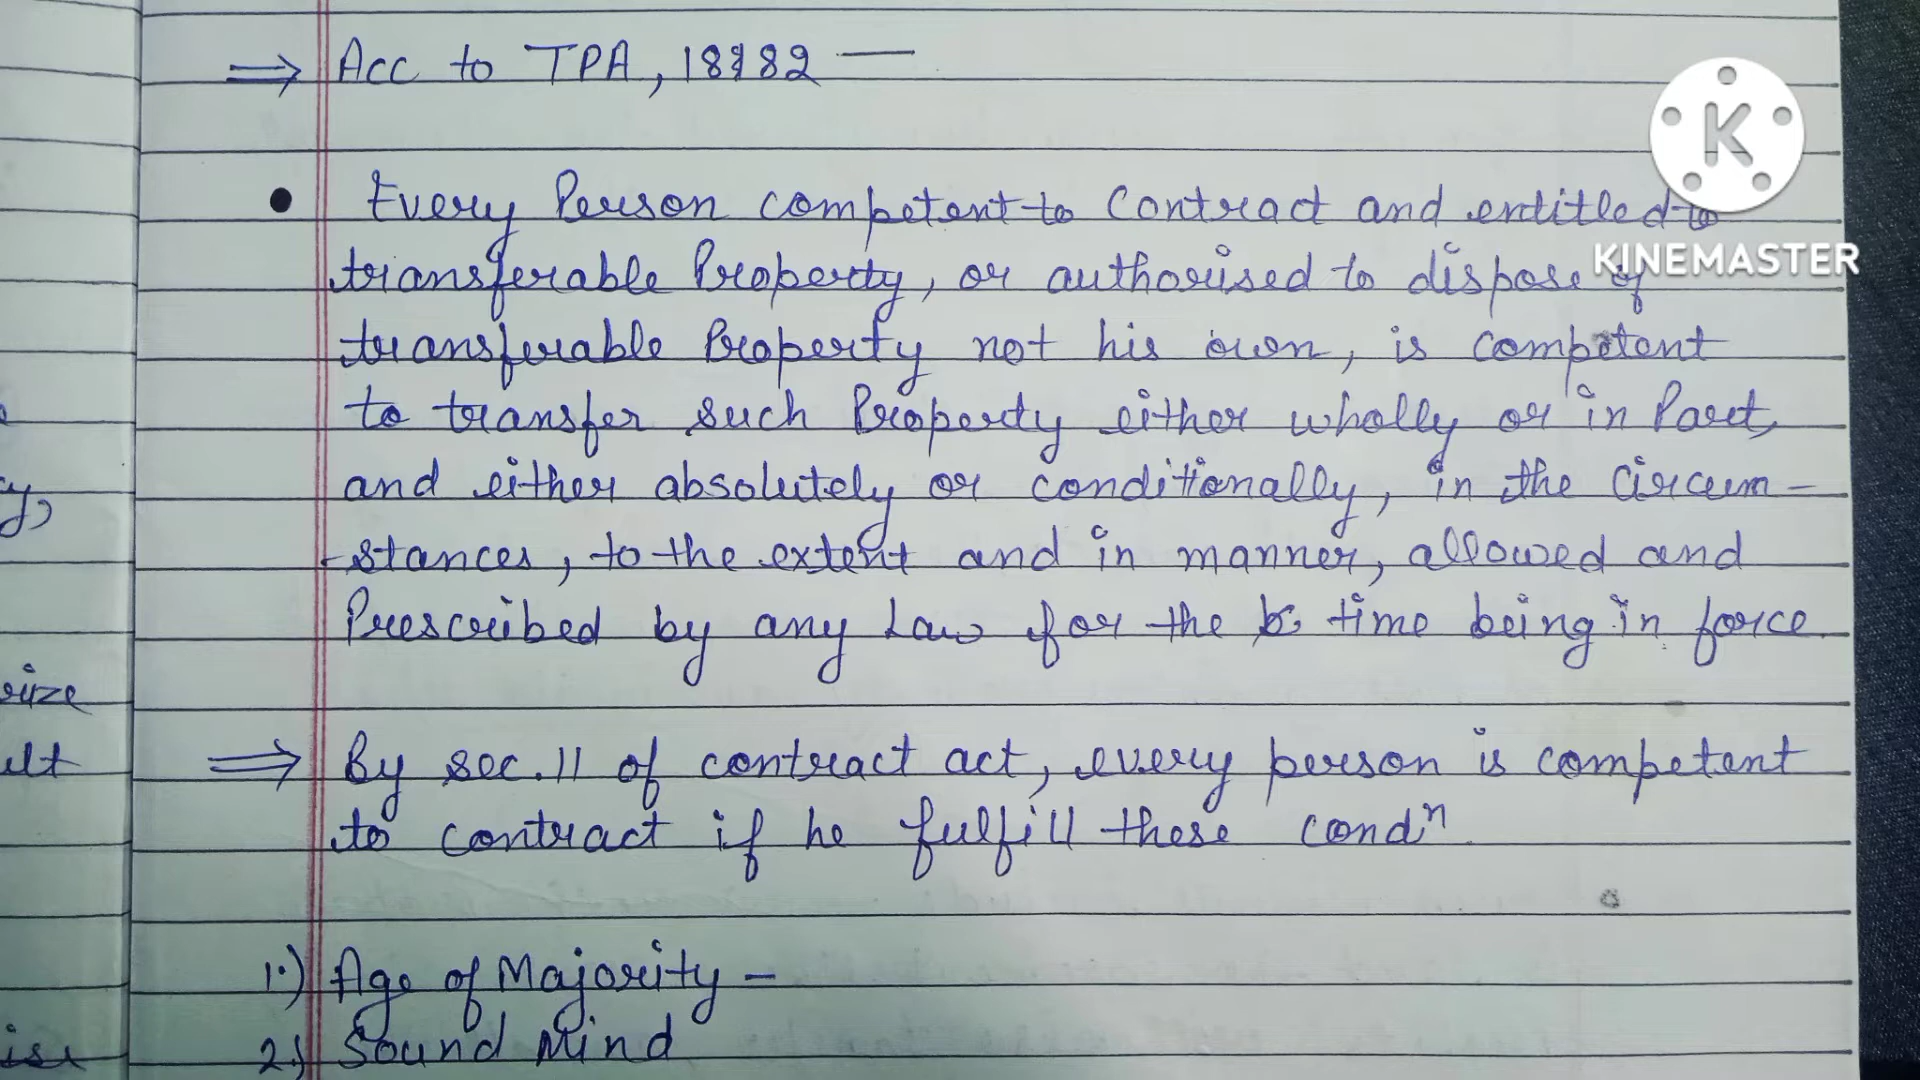 ⇒ Acc to TPA, 1882 —
KINEMASTER
• Every Person competent to Contract and entitled to
transferable Property, or authorised to dispose of
transferable Property not his own, is competent
to transfer such Property either wholly or in Part,
and either absolutely or conditionally, in the circum-
-stances, to the extent and in manner, allowed and
Prescribed by any Law for the time being in force.
⇒ By sec. 11 of contract act, every person is competent
to contract if he fulfill these condⁿ.
1.) Age of Majority -
2.) Sound Mind
rize